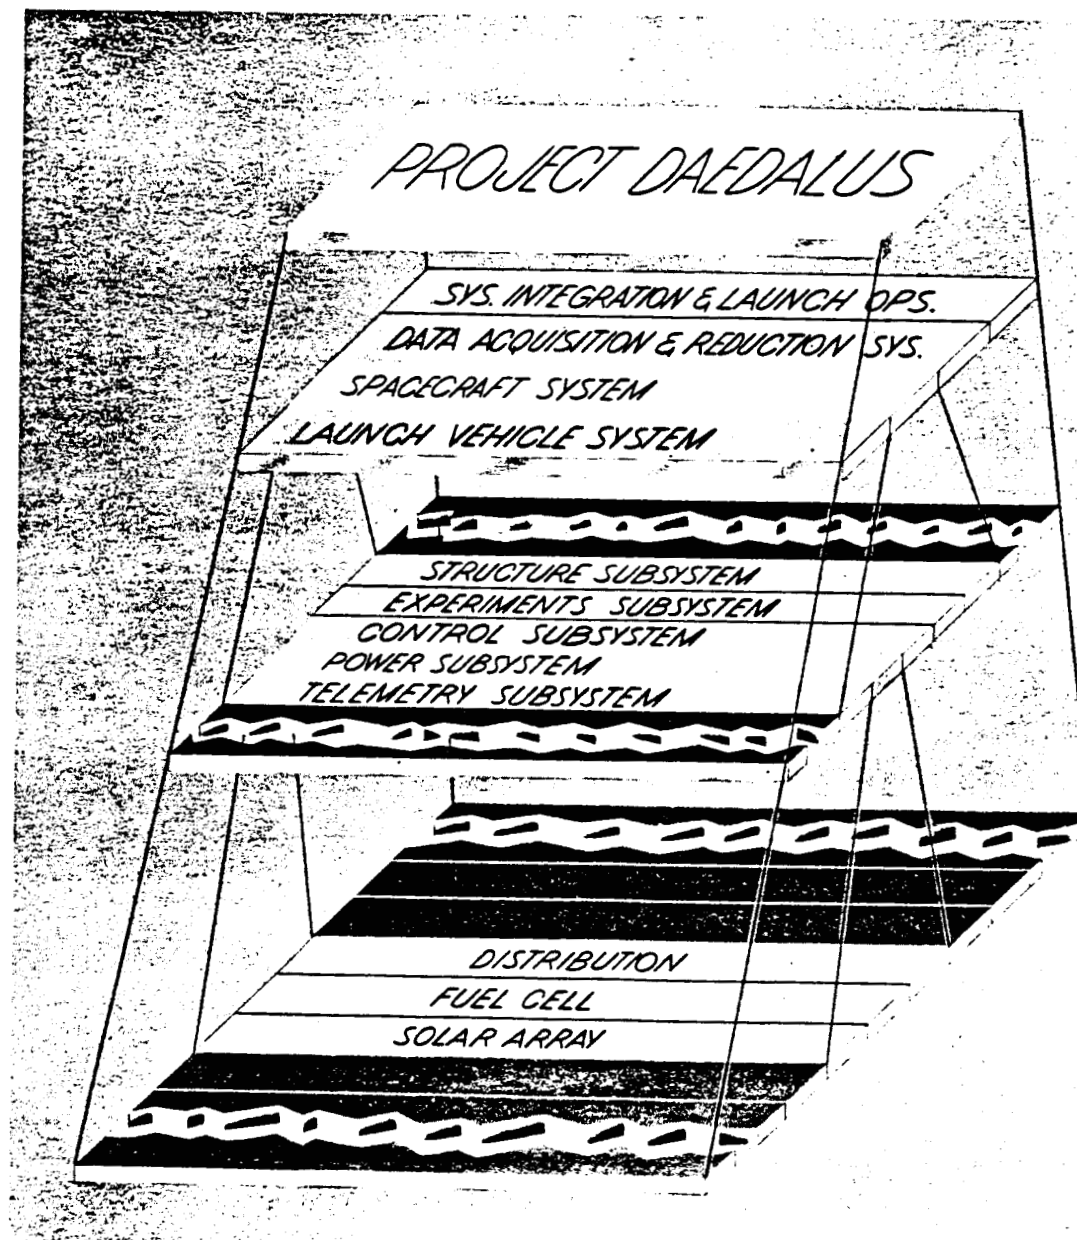 PROJECT DAEDALUS
SYS. INTEGRATION & LAUNCH OPS.
DATA ACQUISITION & REDUCTION SYS.
SPACECRAFT SYSTEM
LAUNCH VEHICLE SYSTEM
STRUCTURE SUBSYSTEM
EXPERIMENTS SUBSYSTEM
CONTROL SUBSYSTEM
POWER SUBSYSTEM
TELEMETRY SUBSYSTEM
DISTRIBUTION
FUEL CELL
SOLAR ARRAY